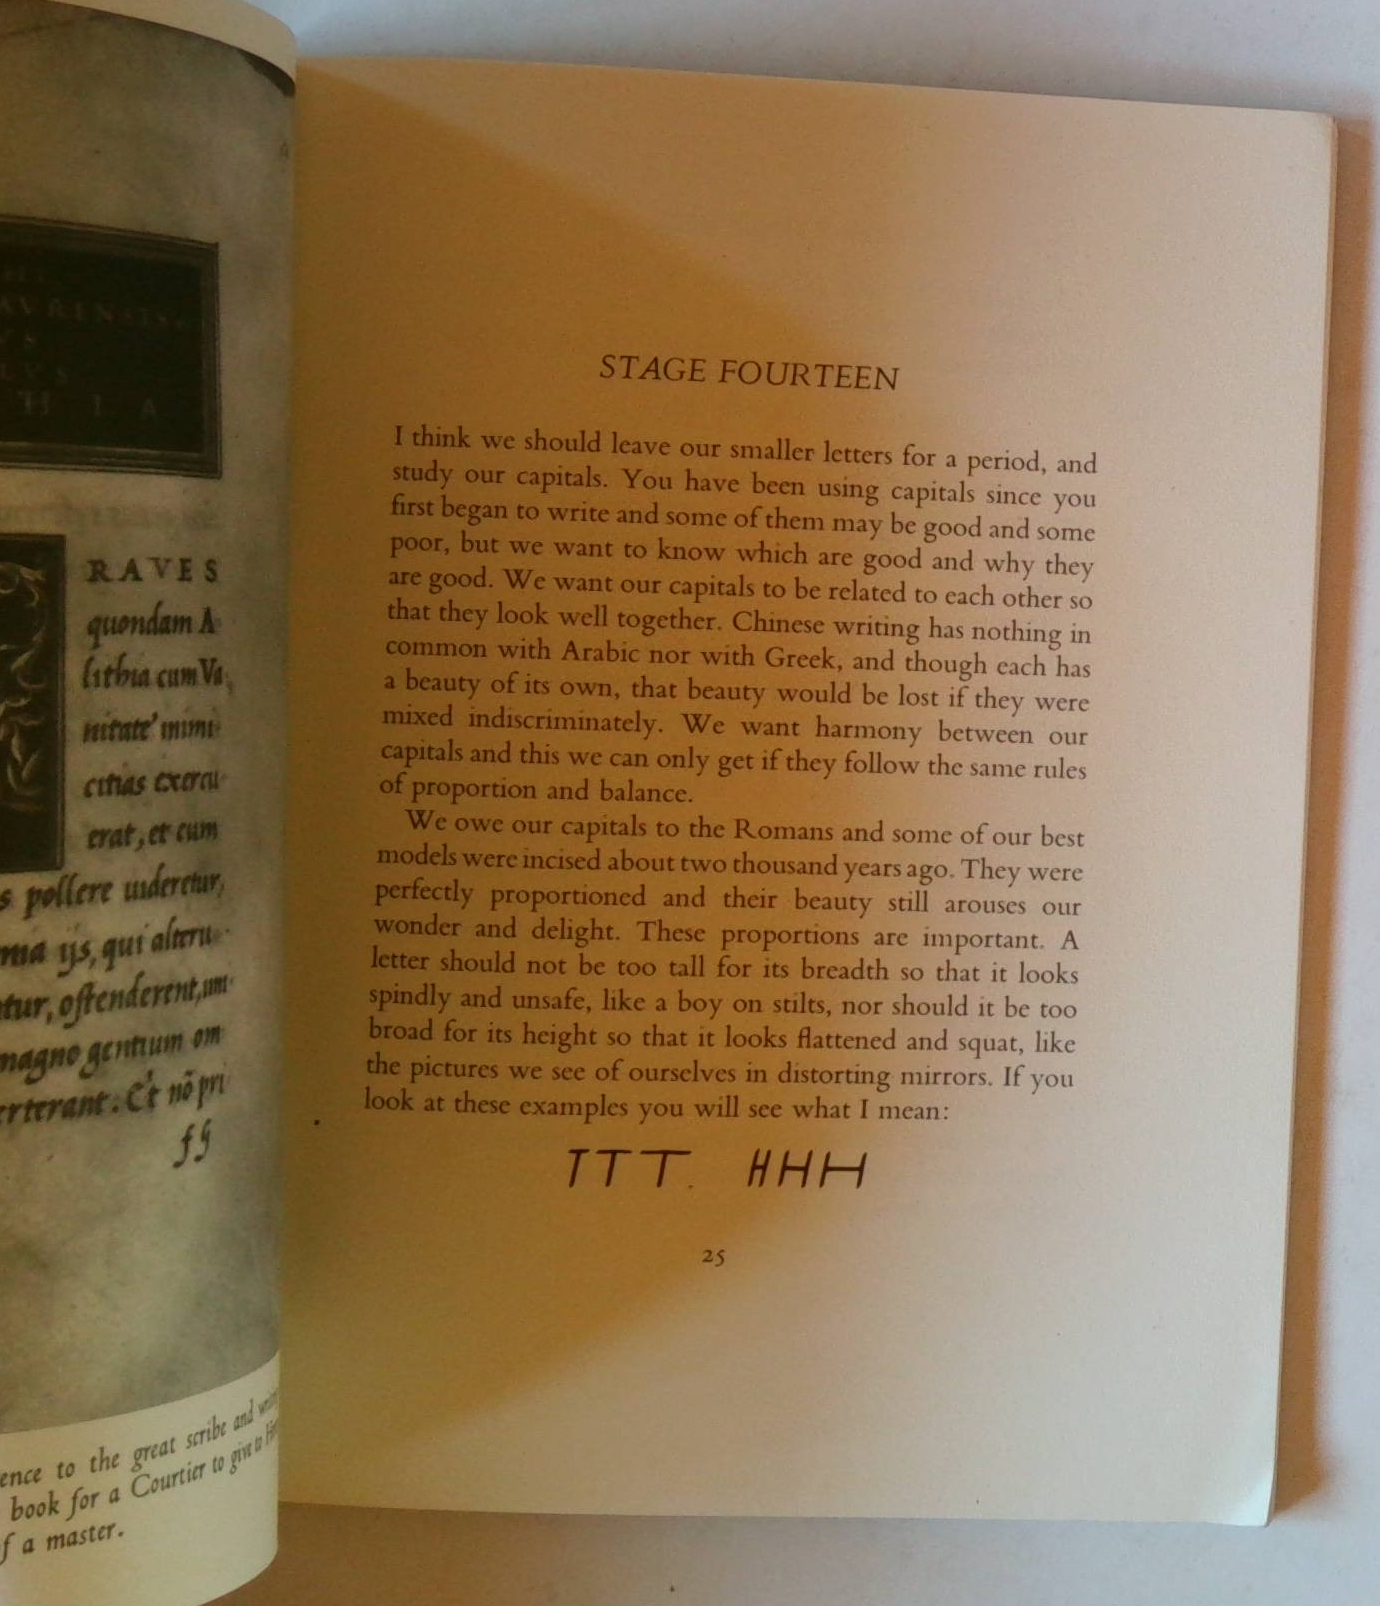 AVRINSIS
VS
LVS
H I A
RAVES
quondam A
lithia cum Va
nitate mimi
citias exercu
erat, et cum
s pollere uideretur,
ma ijs, qui alteru
tur, ostenderent, um
magno gentium om
erterant. Et nō pri
ence to the great scribe and
book for a Courtier to give to
f a master.
STAGE FOURTEEN
I think we should leave our smaller letters for a period, and
study our capitals. You have been using capitals since you
first began to write and some of them may be good and some
poor, but we want to know which are good and why they
are good. We want our capitals to be related to each other so
that they look well together. Chinese writing has nothing in
common with Arabic nor with Greek, and though each has
a beauty of its own, that beauty would be lost if they were
mixed indiscriminately. We want harmony between our
capitals and this we can only get if they follow the same rules
of proportion and balance.
We owe our capitals to the Romans and some of our best
models were incised about two thousand years ago. They were
perfectly proportioned and their beauty still arouses our
wonder and delight. These proportions are important. A
letter should not be too tall for its breadth so that it looks
spindly and unsafe, like a boy on stilts, nor should it be too
broad for its height so that it looks flattened and squat, like
the pictures we see of ourselves in distorting mirrors. If you
look at these examples you will see what I mean:
TTT HHH
25